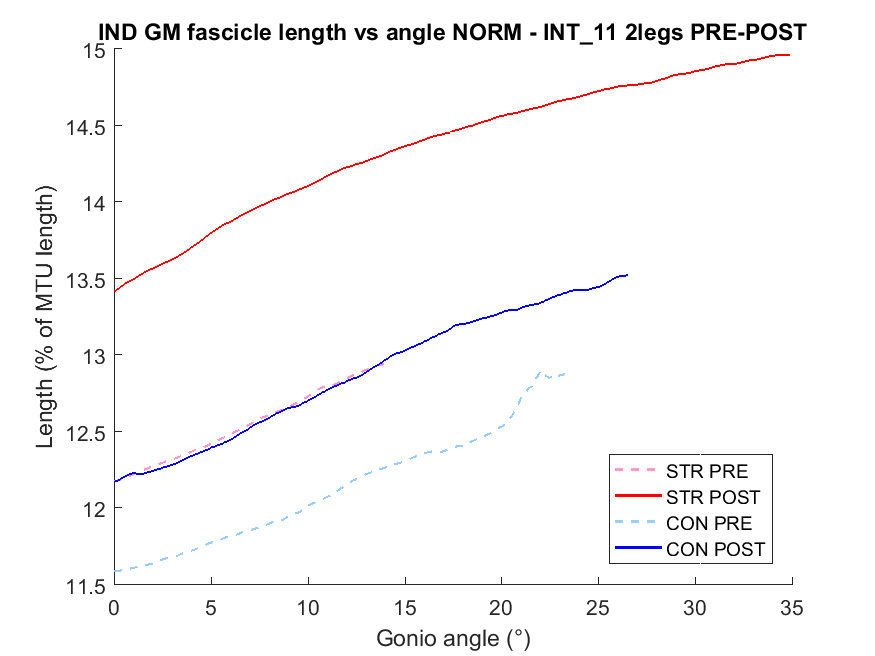 IND GM fascicle length vs angle NORM - INT_11 2legs PRE-POST
Length (% of MTU length)
15
14.5
14
13.5
13
12.5
12
11.5
0 5 10 15 20 25 30 35
Gonio angle (°)
STR PRE
STR POST
CON PRE
CON POST